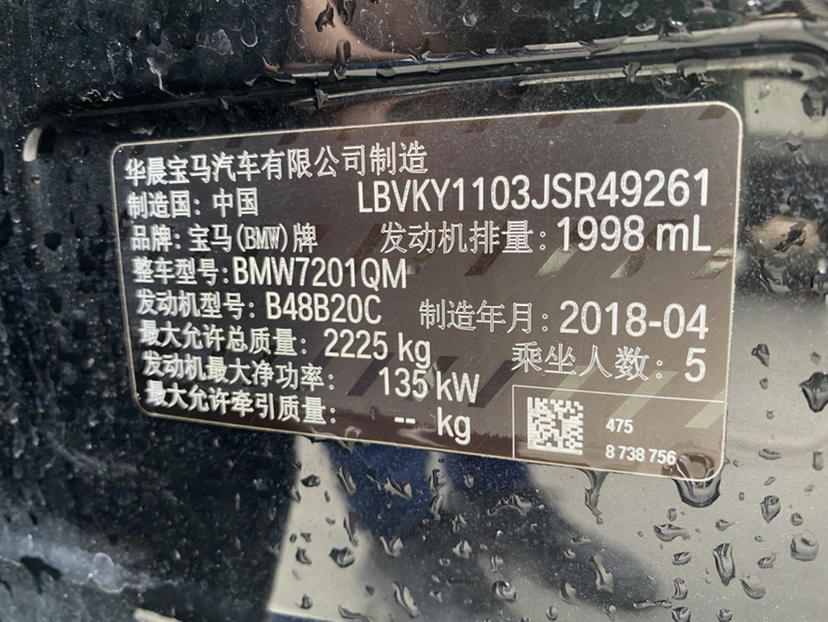 华晨宝马汽车有限公司制造
制造国: 中国 LBVKY1103JSR49261
品牌: 宝马(BMW)牌 发动机排量: 1998 mL
整车型号: BMW7201QM
发动机型号: B48B20C 制造年月: 2018-04
最大允许总质量: 2225 kg 乘坐人数: 5
发动机最大净功率: 135 kW
最大允许牵引质量: -- kg
475
8 738 756